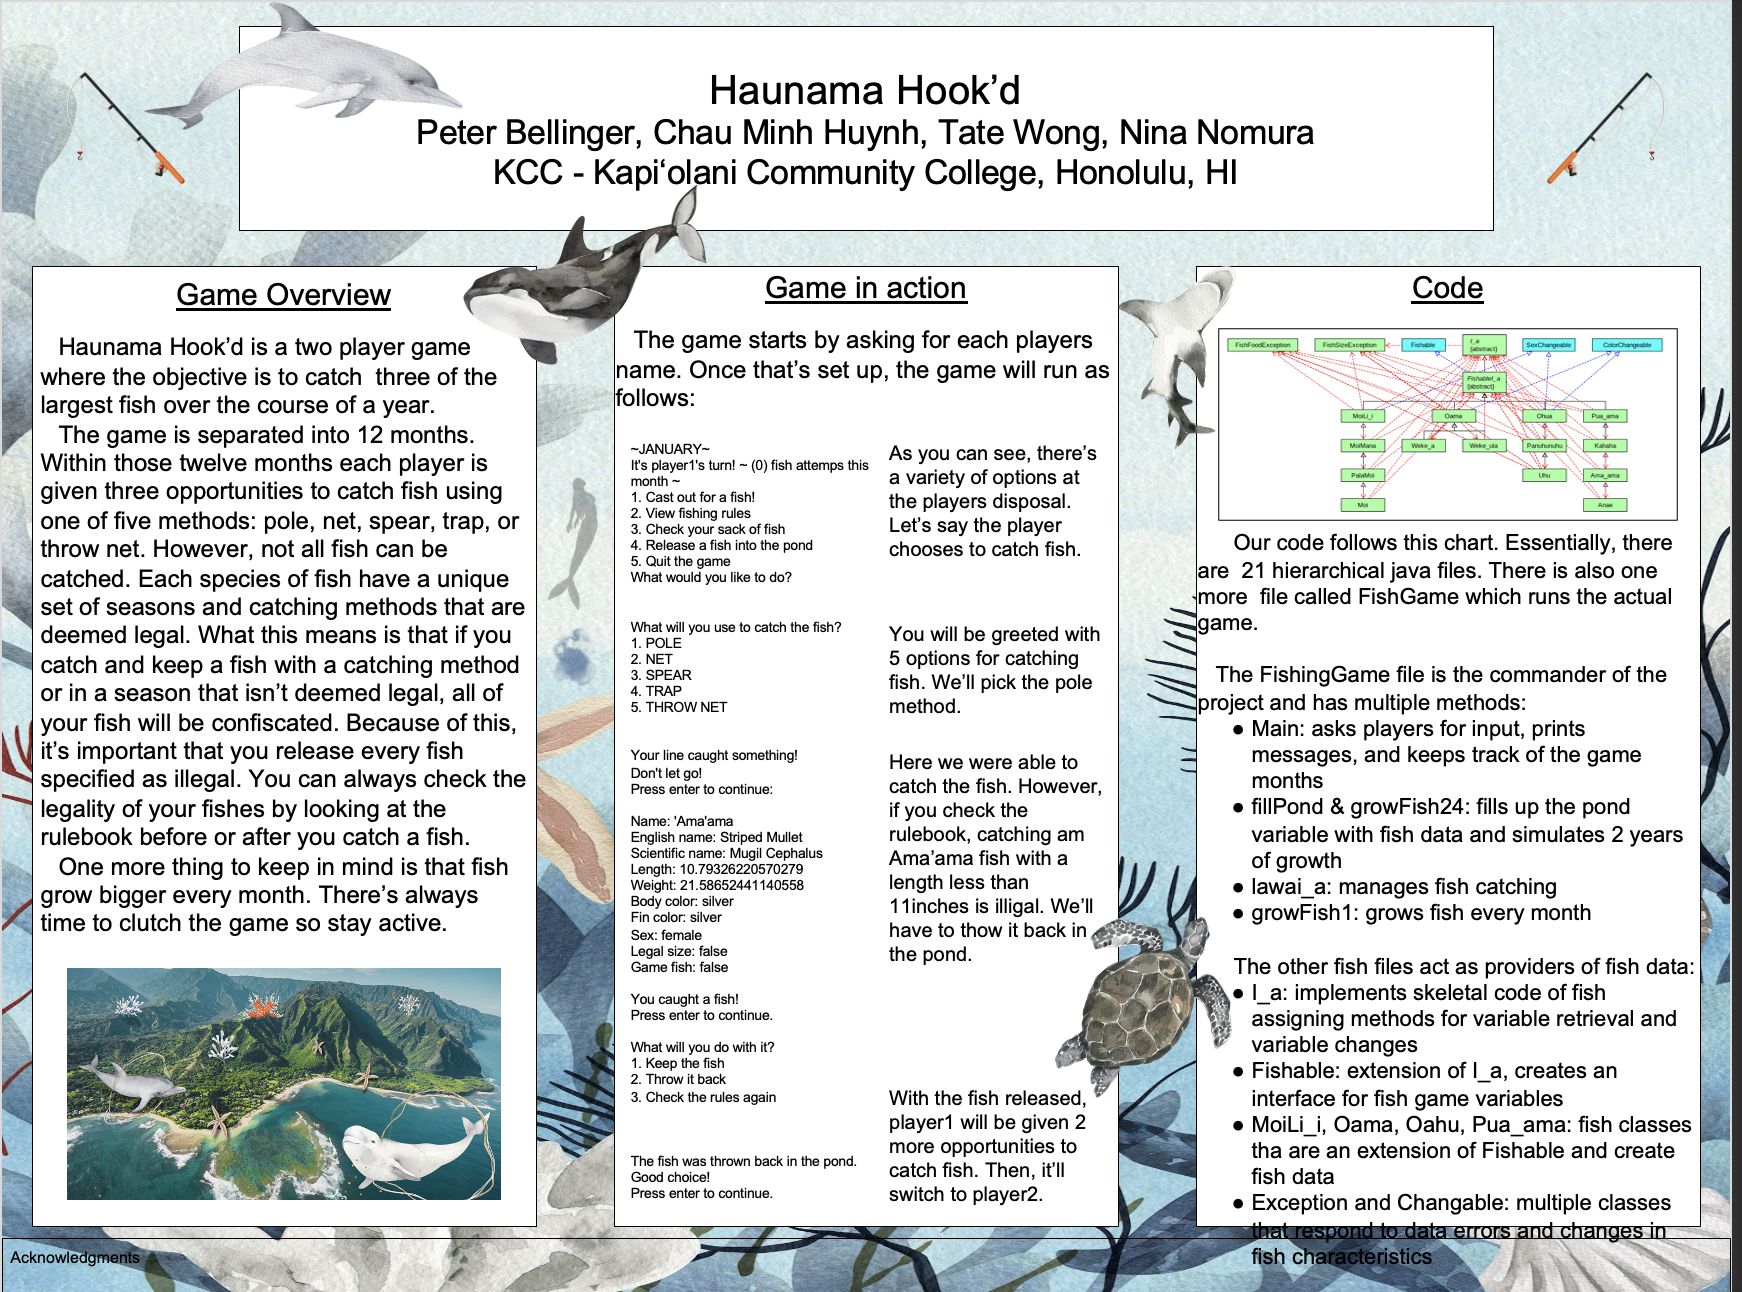 Haunama Hook’d
Peter Bellinger, Chau Minh Huynh, Tate Wong, Nina Nomura
KCC - Kapi‘olani Community College, Honolulu, HI
Game Overview
Haunama Hook’d is a two player game
where the objective is to catch  three of the
largest fish over the course of a year.
The game is separated into 12 months.
Within those twelve months each player is
given three opportunities to catch fish using
one of five methods: pole, net, spear, trap, or
throw net. However, not all fish can be
catched. Each species of fish have a unique
set of seasons and catching methods that are
deemed legal. What this means is that if you
catch and keep a fish with a catching method
or in a season that isn’t deemed legal, all of
your fish will be confiscated. Because of this,
it’s important that you release every fish
specified as illegal. You can always check the
legality of your fishes by looking at the
rulebook before or after you catch a fish.
One more thing to keep in mind is that fish
grow bigger every month. There’s always
time to clutch the game so stay active.
Game in action
The game starts by asking for each players
name. Once that’s set up, the game will run as
follows:
~JANUARY~
It's player1's turn! ~ (0) fish attemps this
month ~
1. Cast out for a fish!
2. View fishing rules
3. Check your sack of fish
4. Release a fish into the pond
5. Quit the game
What would you like to do?
As you can see, there’s
a variety of options at
the players disposal.
Let’s say the player
chooses to catch fish.
What will you use to catch the fish?
1. POLE
2. NET
3. SPEAR
4. TRAP
5. THROW NET
You will be greeted with
5 options for catching
fish. We’ll pick the pole
method.
Your line caught something!
Don't let go!
Press enter to continue:
Name: 'Ama'ama
English name: Striped Mullet
Scientific name: Mugil Cephalus
Length: 10.79326220570279
Weight: 21.58652441140558
Body color: silver
Fin color: silver
Sex: female
Legal size: false
Game fish: false
You caught a fish!
Press enter to continue.
Here we were able to
catch the fish. However,
if you check the
rulebook, catching am
Ama’ama fish with a
length less than
11inches is illigal. We’ll
have to thow it back in
the pond.
What will you do with it?
1. Keep the fish
2. Throw it back
3. Check the rules again
The fish was thrown back in the pond.
Good choice!
Press enter to continue.
With the fish released,
player1 will be given 2
more opportunities to
catch fish. Then, it’ll
switch to player2.
Code
FishFoodException
FishSizeException
Fishable
I_a
{abstract}
SexChangeable
ColorChangeable
FishableI_a
{abstract}
MoiLi_i
Oama
Ohua
Pua_ama
MoiMana
Weke_a
Weke_ula
Panuhunuhu
Kahaha
PalaMoi
Uhu
Ama_ama
Moi
Anae
Our code follows this chart. Essentially, there
are  21 hierarchical java files. There is also one
more  file called FishGame which runs the actual
game.
The FishingGame file is the commander of the
project and has multiple methods:
● Main: asks players for input, prints
messages, and keeps track of the game
months
● fillPond & growFish24: fills up the pond
variable with fish data and simulates 2 years
of growth
● lawai_a: manages fish catching
● growFish1: grows fish every month
The other fish files act as providers of fish data:
● I_a: implements skeletal code of fish
assigning methods for variable retrieval and
variable changes
● Fishable: extension of I_a, creates an
interface for fish game variables
● MoiLi_i, Oama, Oahu, Pua_ama: fish classes
tha are an extension of Fishable and create
fish data
● Exception and Changable: multiple classes
that respond to data errors and changes in
fish characteristics
Acknowledgments